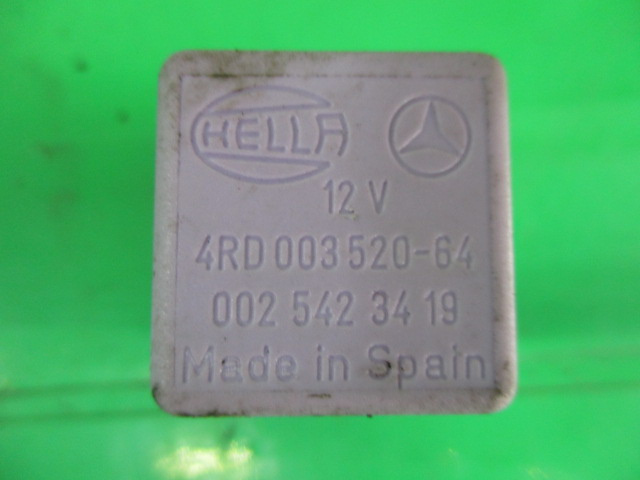 HELLA
12 V
4RD 003 520-64
002 542 34 19
Made in Spain